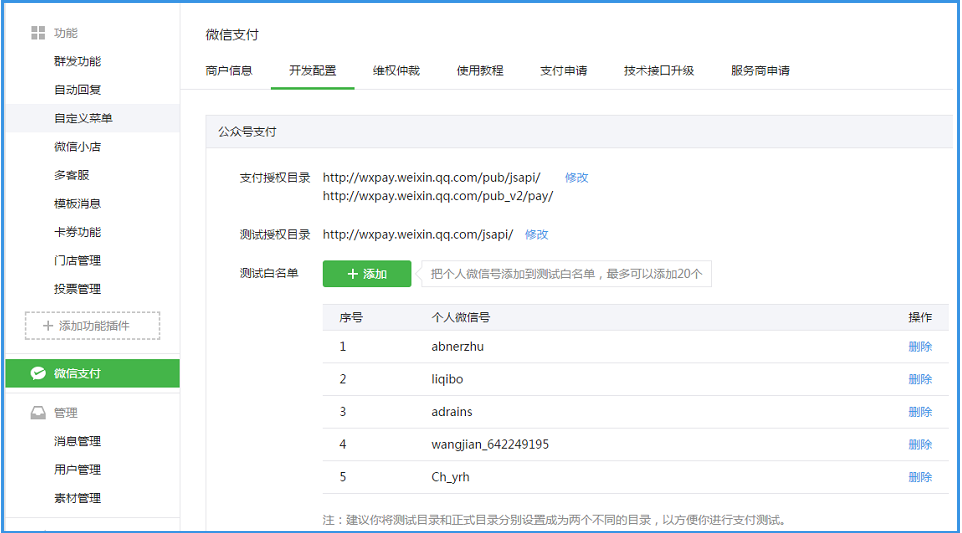 功能
群发功能
自动回复
自定义菜单
微信小店
多客服
模板消息
卡券功能
门店管理
投票管理
+ 添加功能插件
微信支付
管理
消息管理
用户管理
素材管理
微信支付
商户信息 开发配置 维权仲裁 使用教程 支付申请 技术接口升级 服务商申请
公众号支付
支付授权目录 http://wxpay.weixin.qq.com/pub/jsapi/ 修改
http://wxpay.weixin.qq.com/pub_v2/pay/
测试授权目录 http://wxpay.weixin.qq.com/jsapi/ 修改
测试白名单 + 添加 把个人微信号添加到测试白名单，最多可以添加20个
序号 个人微信号 操作
1 abnerzhu 删除
2 liqibo 删除
3 adrains 删除
4 wangjian_642249195 删除
5 Ch_yrh 删除
注：建议你将测试目录和正式目录分别设置成为两个不同的目录，以方便你进行支付测试。